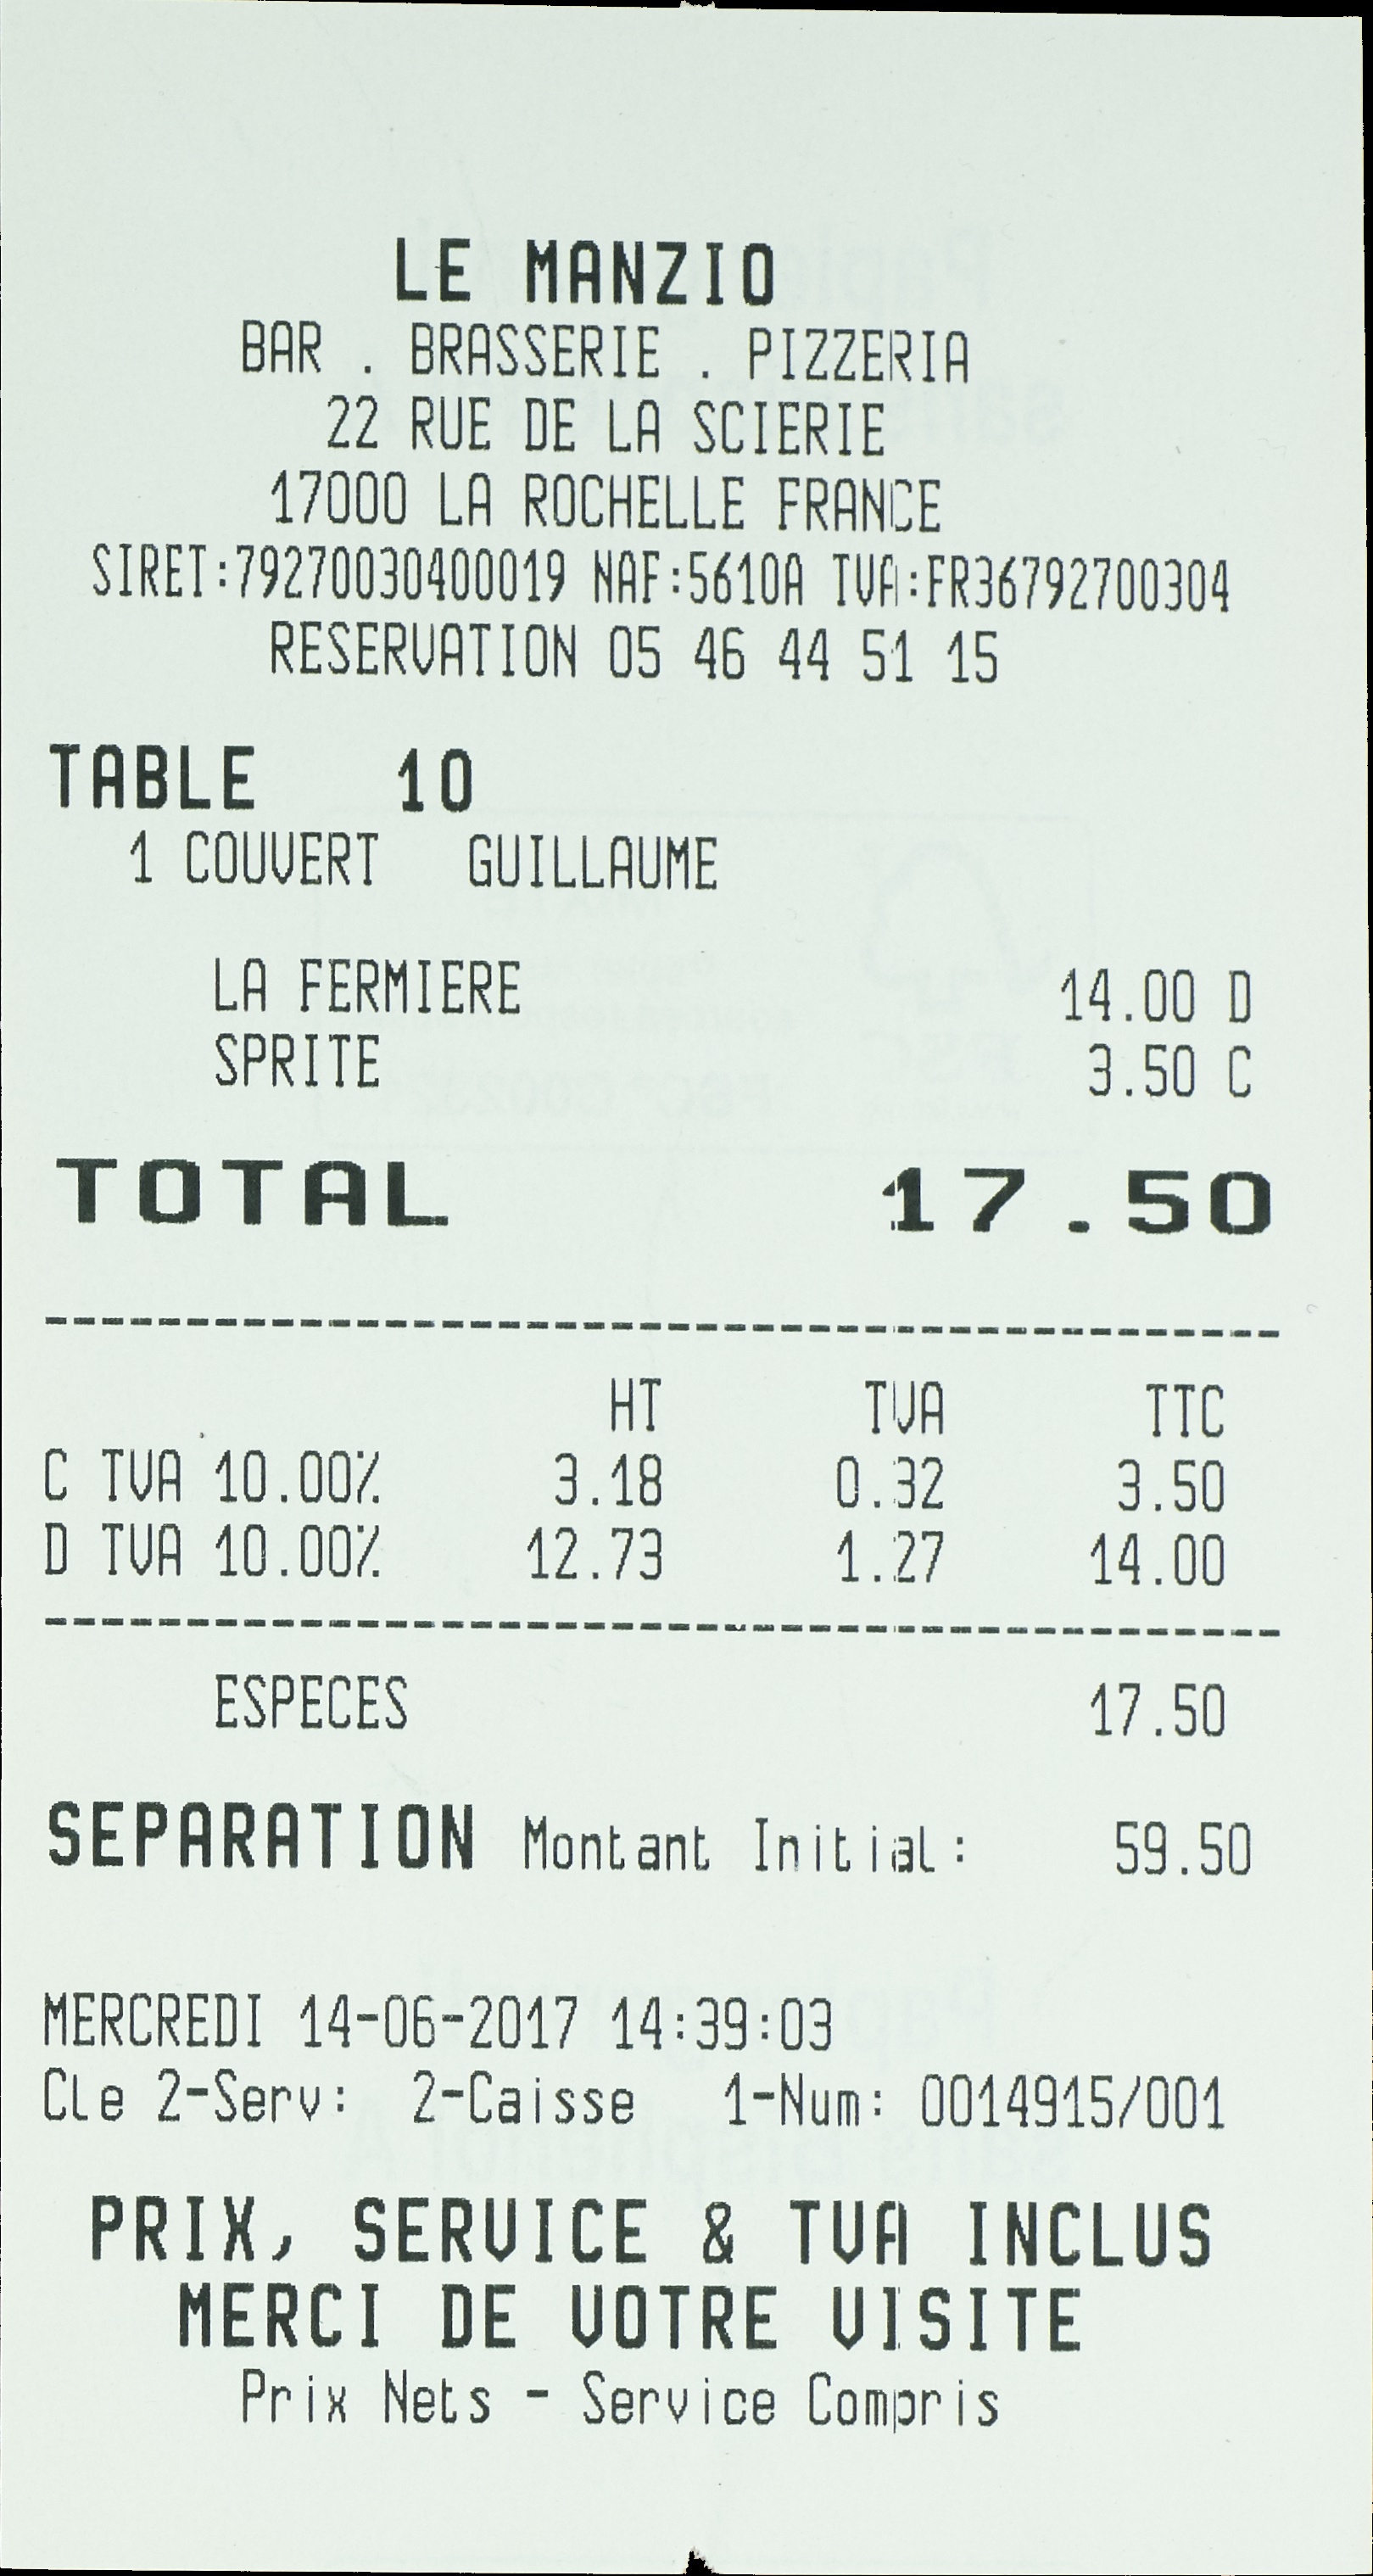 LE MANZIO
BAR . BRASSERIE . PIZZERIA
22 RUE DE LA SCIERIE
17000 LA ROCHELLE FRANCE
SIRET:79270030400019 NAF:5610A TVA:FR36792700304
RESERVATION 05 46 44 51 15
TABLE 10
1 COUVERT GUILLAUME
LA FERMIERE 14.00 D
SPRITE 3.50 C
TOTAL 17.50
--------------------------------------------
HT TVA TTC
C TVA 10.00% 3.18 0.32 3.50
D TVA 10.00% 12.73 1.27 14.00
--------------------------------------------
ESPECES 17.50
SEPARATION Montant Initial: 59.50
MERCREDI 14-06-2017 14:39:03
Cle 2-Serv: 2-Caisse 1-Num: 0014915/001
PRIX, SERVICE & TVA INCLUS
MERCI DE VOTRE VISITE
Prix Nets - Service Compris